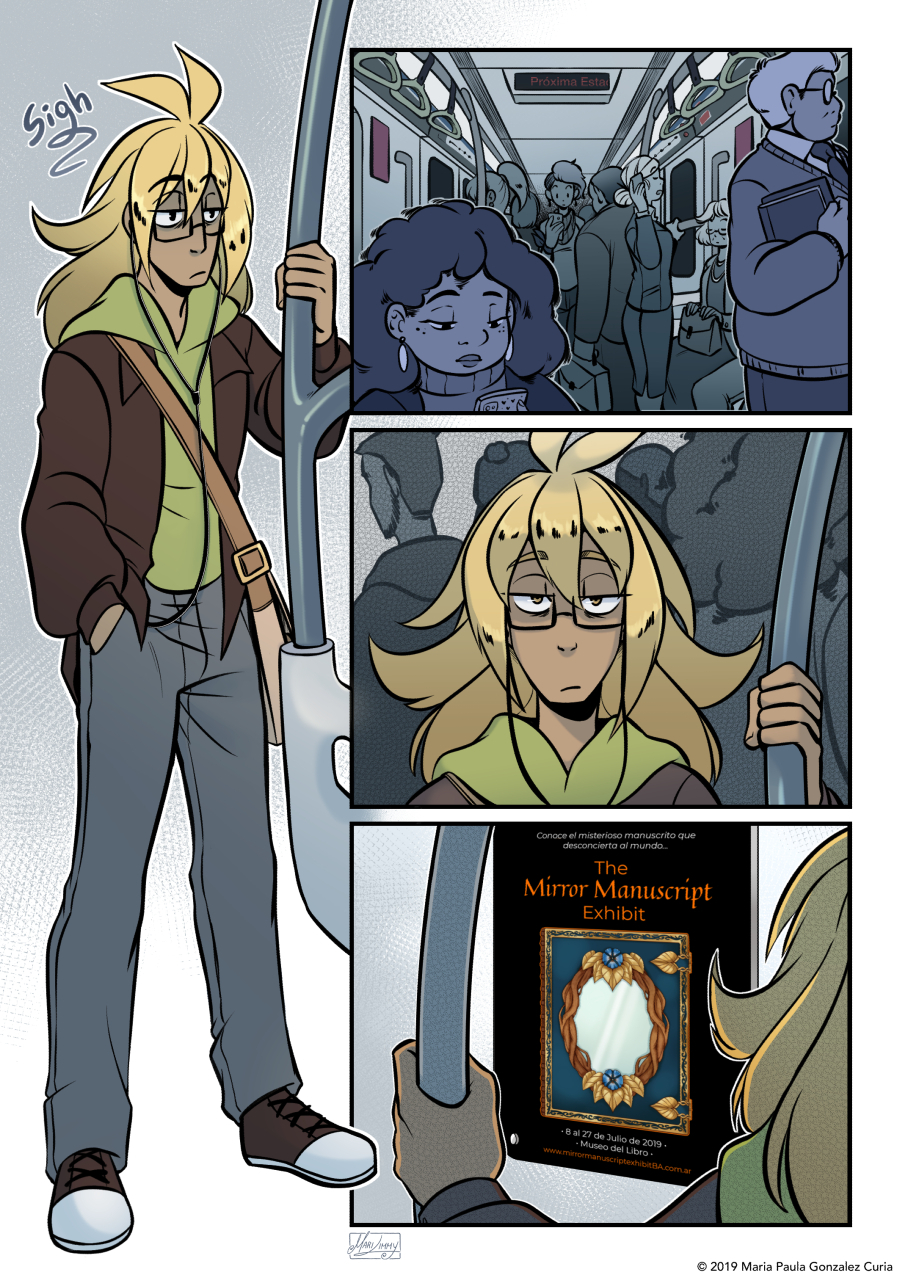 Sigh
Próxima Esta
Conoce el misterioso manuscrito que
desconcierta al mundo...
The
Mirror Manuscript
Exhibit
• 8 al 27 de Julio de 2019 •
• Museo del Libro •
www.mirrormanuscriptexhibitBA.com.ar
@MariJimmy
© 2019 Maria Paula Gonzalez Curia